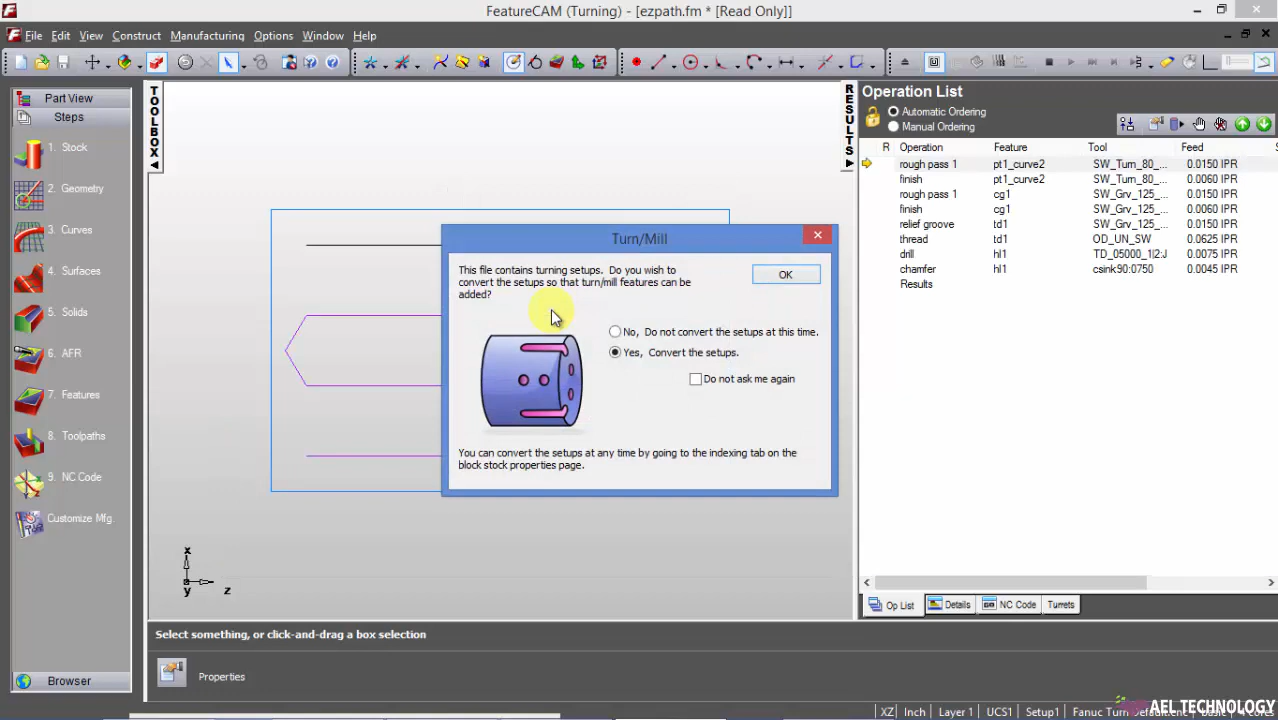 FeatureCAM (Turning) - [ezpath.fm * [Read Only]]
File Edit View Construct Manufacturing Options Window Help
Part View
Steps
1. Stock
2. Geometry
3. Curves
4. Surfaces
5. Solids
6. AFR
7. Features
8. Toolpaths
9. NC Code
Customize Mfg.
Browser
TOOLBOX
RESULTS
Turn/Mill
This file contains turning setups. Do you wish to
convert the setups so that turn/mill features can be
added?
OK
No, Do not convert the setups at this time.
Yes, Convert the setups.
Do not ask me again
You can convert the setups at any time by going to the indexing tab on the
block stock properties page.
x
y
z
Operation List
Automatic Ordering
Manual Ordering
R Operation Feature Tool Feed S
rough pass 1 pt1_curve2 SW_Turn_80_... 0.0150 IPR
finish pt1_curve2 SW_Turn_80_... 0.0060 IPR
rough pass 1 cg1 SW_Grv_125_... 0.0150 IPR
finish cg1 SW_Grv_125_... 0.0060 IPR
relief groove td1 SW_Grv_125_... 0.0060 IPR
thread td1 OD_UN_SW 0.0625 IPR
drill hl1 TD_05000_1|2:J 0.0075 IPR
chamfer hl1 csink90:0750 0.0045 IPR
Results
Op List Details NC Code Turrets
Select something, or click-and-drag a box selection
Properties
XZ Inch Layer 1 UCS1 Setup1 Fanuc Turn
AEL TECHNOLOGY